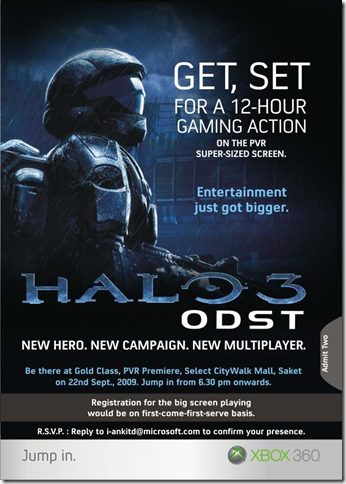 GET, SET
FOR A 12-HOUR
GAMING ACTION
ON THE PVR
SUPER-SIZED SCREEN.
Entertainment
just got bigger.
HALO 3
ODST
NEW HERO. NEW CAMPAIGN. NEW MULTIPLAYER.
Admit Two
Be there at Gold Class, PVR Premiere, Select CityWalk Mall, Saket
on 22nd Sept., 2009. Jump in from 6.30 pm onwards.
Registration for the big screen playing
would be on first-come-first-serve basis.
R.S.V.P. : Reply to i-ankitd@microsoft.com to confirm your presence.
Jump in.
XBOX 360